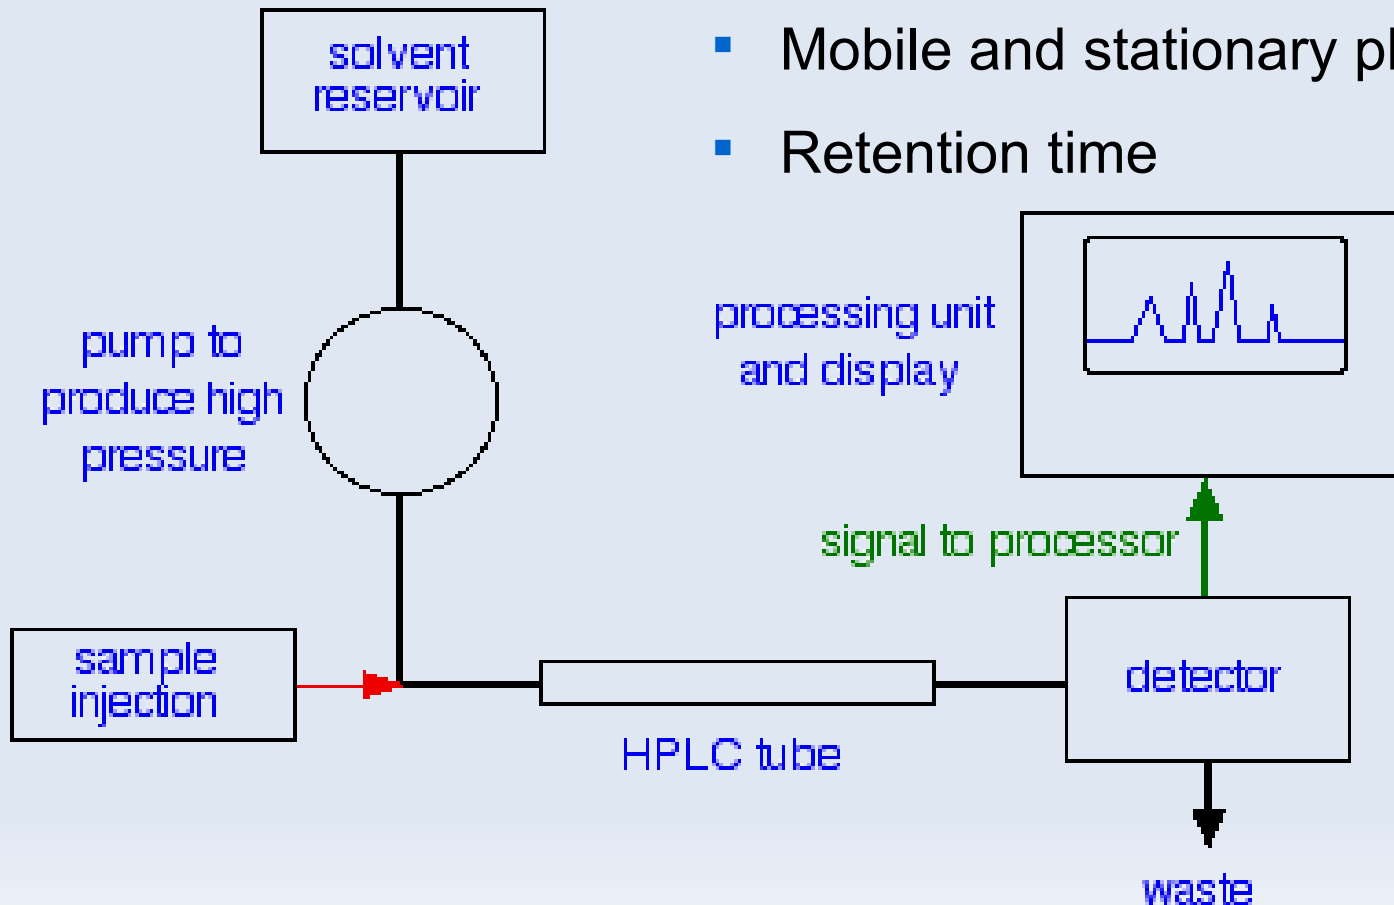 solvent
reservoir
▪ Mobile and stationary
▪ Retention time
pump to
produce high
pressure
processing unit
and display
signal to processor
sample
injection
HPLC tube
detector
waste